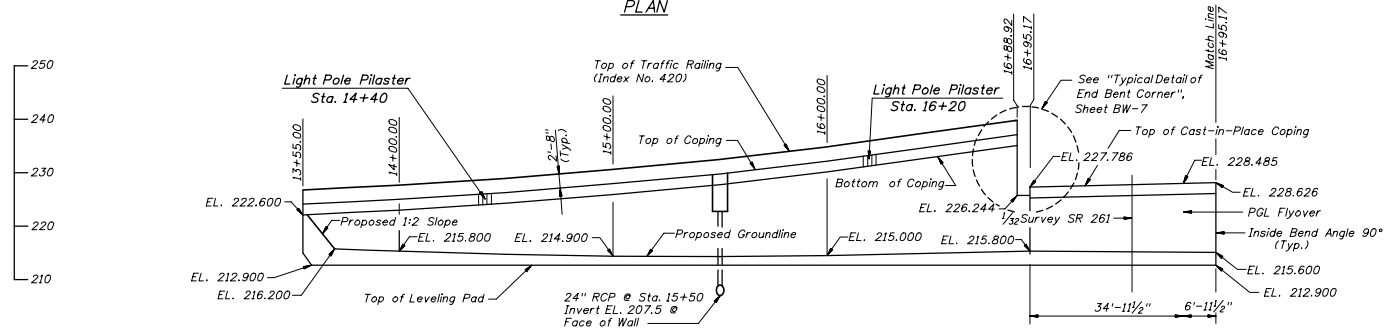 PLAN
250
240
230
220
210
13+55.00
14+00.00
15+00.00
16+00.00
16+88.92
16+95.17
Match Line
16+95.17
Light Pole Pilaster
Sta. 14+40
2'-8"
(Typ.)
Top of Traffic Railing
(Index No. 420)
Top of Coping
Light Pole Pilaster
Sta. 16+20
Bottom of Coping
See "Typical Detail of
End Bent Corner",
Sheet BW-7
Top of Cast-in-Place Coping
EL. 227.786
EL. 228.485
EL. 228.626
EL. 226.244
1/32
Survey SR 261
PGL Flyover
Inside Bend Angle 90°
(Typ.)
EL. 222.600
Proposed 1:2 Slope
EL. 215.800
EL. 214.900
Proposed Groundline
EL. 215.000
EL. 215.800
EL. 215.600
EL. 212.900
EL. 212.900
EL. 216.200
Top of Leveling Pad
24" RCP @ Sta. 15+50
Invert EL. 207.5 @
Face of Wall
34'-11½"
6'-11½"